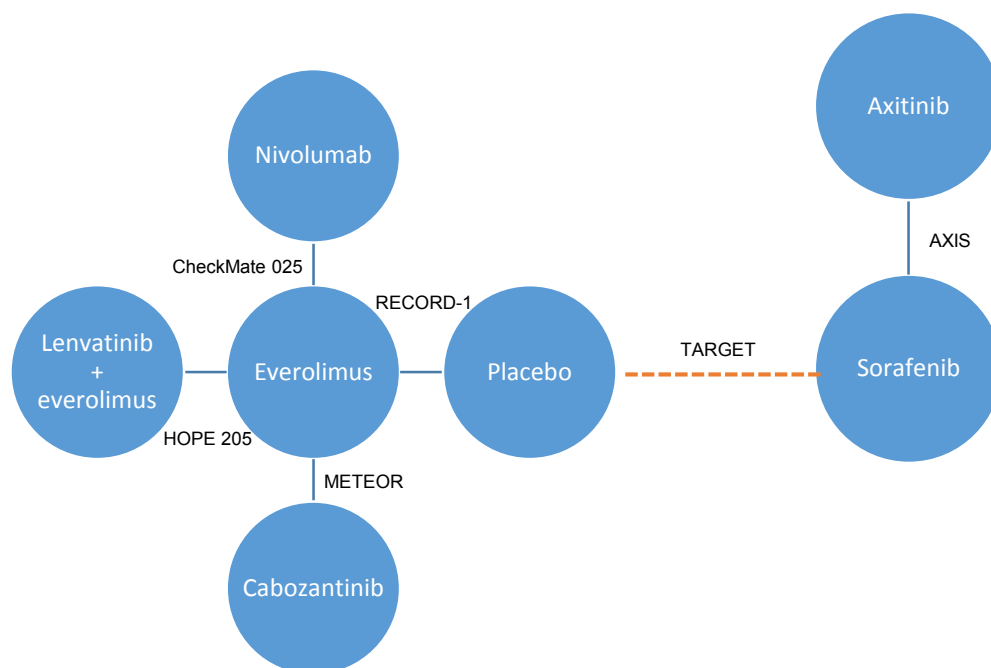 Axitinib
Nivolumab
AXIS
CheckMate 025
RECORD-1
Lenvatinib
+
everolimus
Everolimus
Placebo
TARGET
Sorafenib
HOPE 205
METEOR
Cabozantinib